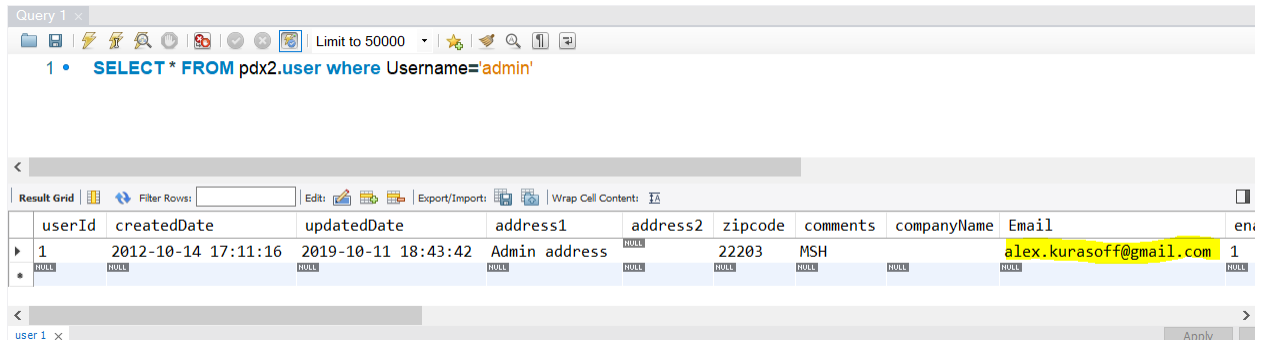 Query 1
Limit to 50000
1 SELECT * FROM pdx2.user where Username='admin'
Result Grid Filter Rows: Edit: Export/Import: Wrap Cell Content:
userId createdDate updatedDate address1 address2 zipcode comments companyName Email ena
1 2012-10-14 17:11:16 2019-10-11 18:43:42 Admin address NULL 22203 MSH alex.kurasoff@gmail.com 1
NULL NULL NULL NULL NULL NULL NULL NULL NULL NULL
user 1
Apply